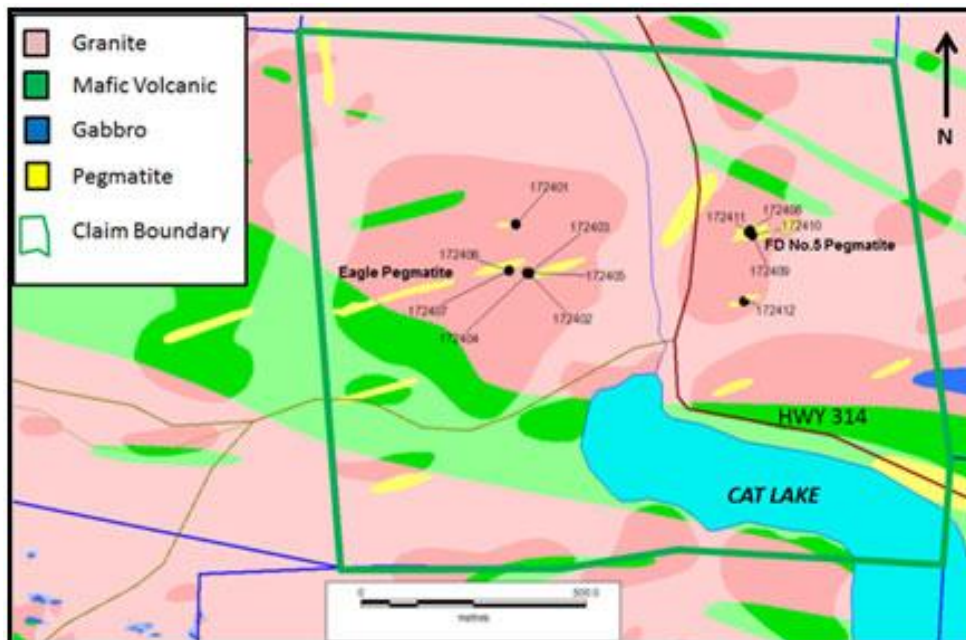 Granite
Mafic Volcanic
Gabbro
Pegmatite
Claim Boundary
N
172401
172403
172406
Eagle Pegmatite
172405
172407
172402
172404
172411
172408
172410
FD No.5 Pegmatite
172409
172412
HWY 314
CAT LAKE
0
500.0
metres